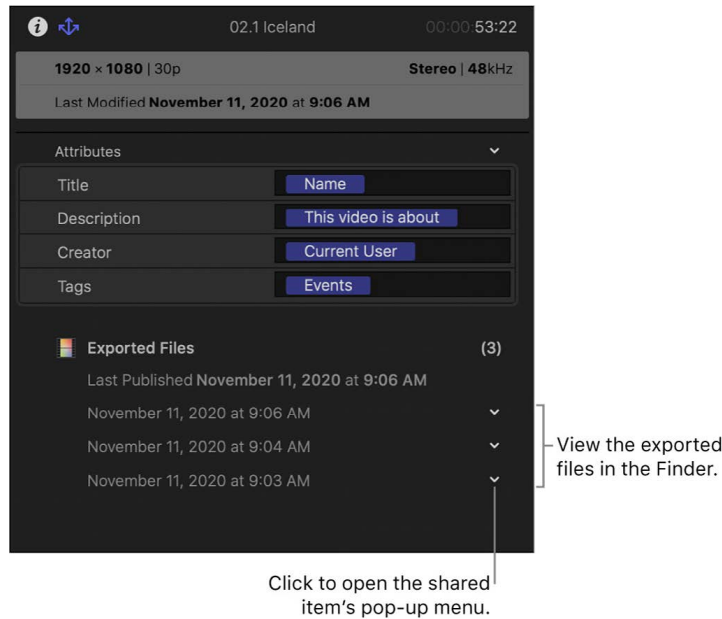 i 02.1 Iceland 00:00:53:22
1920 × 1080 | 30p Stereo | 48kHz
Last Modified November 11, 2020 at 9:06 AM
Attributes
Title Name
Description This video is about
Creator Current User
Tags Events
Exported Files (3)
Last Published November 11, 2020 at 9:06 AM
November 11, 2020 at 9:06 AM
November 11, 2020 at 9:04 AM
November 11, 2020 at 9:03 AM
View the exported
files in the Finder.
Click to open the shared
item's pop-up menu.